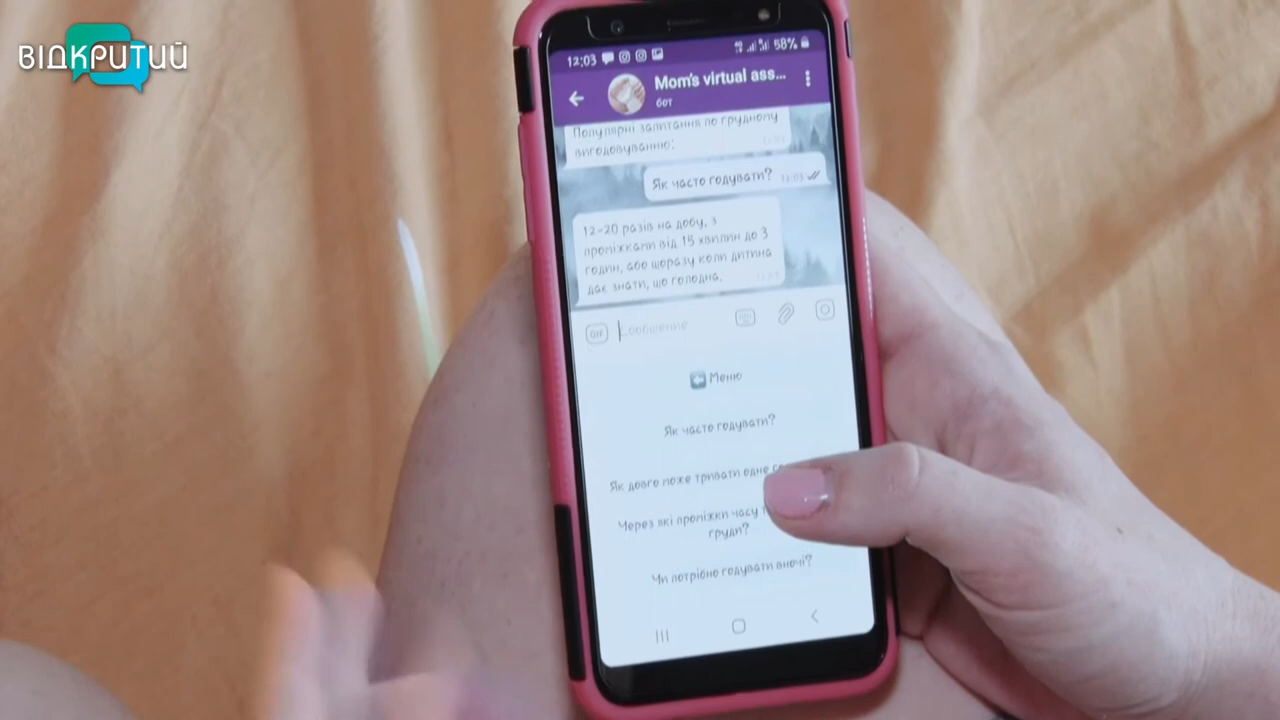 ВІДКРИТИЙ
12:03
58%
Mom's virtual ass...
бот
Популярні запитання по грудному
вигодовуванню:
Як часто годувати?
12:03
12-20 разів на добу, з
проміжками від 15 хвилин до 3
годин, або щоразу коли дитина
дає знати, що голодна.
GIF
Сообщение
Меню
Як часто годувати?
Як довго може тривати одне
Через які проміжки часу
груди?
Чи потрібно годувати вночі?